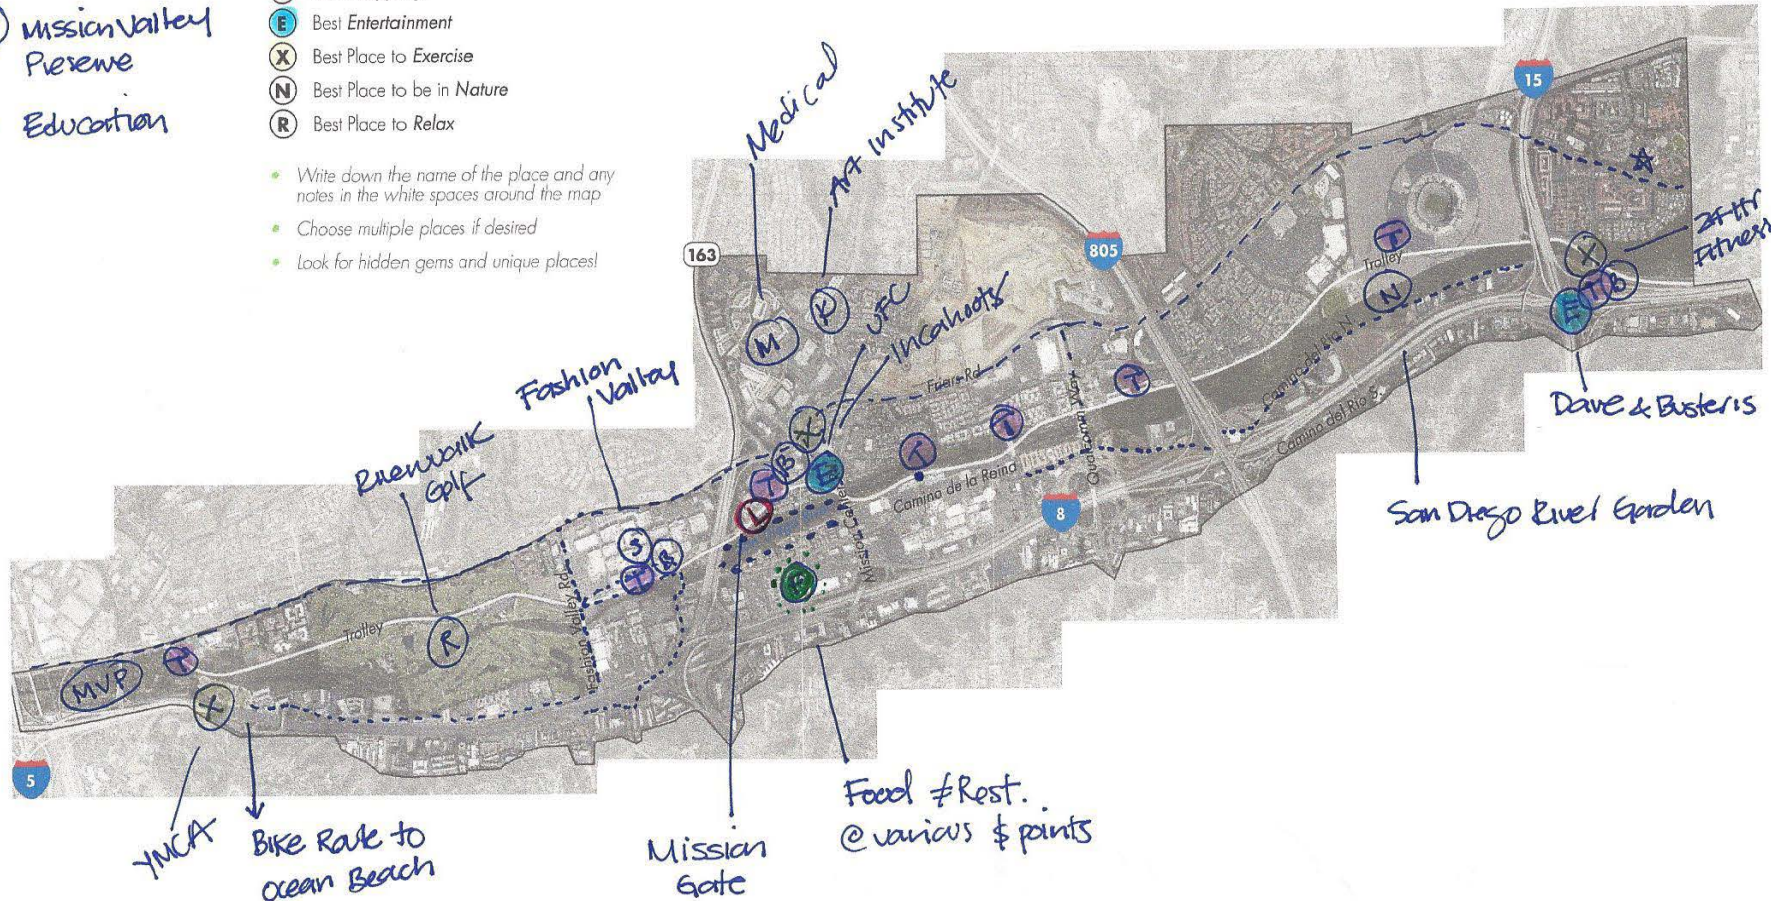 Mission Valley
Preserve
Education
E Best Entertainment
X Best Place to Exercise
N Best Place to be in Nature
R Best Place to Relax
Write down the name of the place and any
notes in the white spaces around the map
Choose multiple places if desired
Look for hidden gems and unique places!
Medical
Art Institute
15
163
805
24 Hr
Fitness
UFC
Incahoots
M
X
T
Trolley
N
E
T
B
Fashion
Valley
Friars Rd
T
Qualcomm Way
Camino del Rio N
Camino del Rio S.
Dave & Buster's
Riverwalk
Golf
X
B
T
E
L
T
T
Camino de la Reina
Mission Center
8
San Diego River Garden
S
B
T
Fashion Valley Rd
F
Trolley
R
MVP
T
X
5
YMCA
Bike Route to
Ocean Beach
Mission
Gate
Food ≠ Rest.
@ various $ points